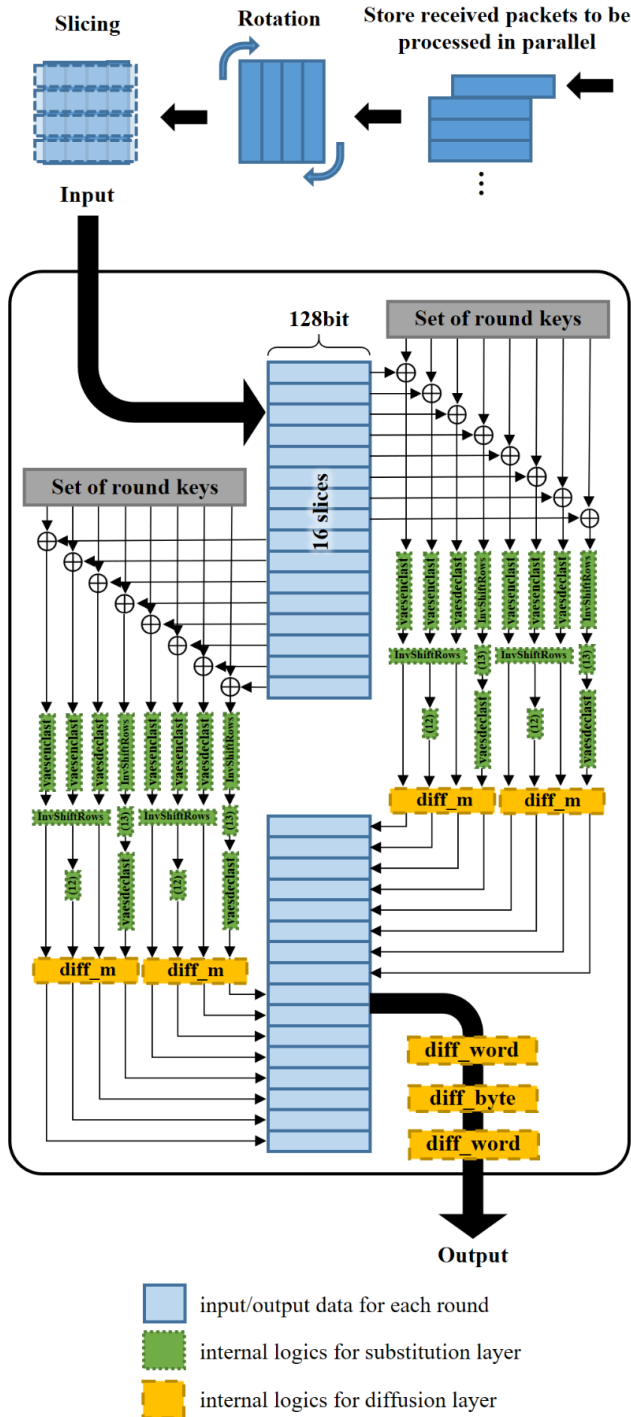 Slicing
Rotation
Store received packets to be
processed in parallel
Input
128bit
Set of round keys
16 slices
Set of round keys
vaesenclast
vaesenclast
vaesdeclast
InvShiftRows
vaesenclast
vaesenclast
vaesdeclast
InvShiftRows
InvShiftRows
(13)
InvShiftRows
(13)
(12)
vaesdeclast
(12)
vaesdeclast
diff_m
diff_m
vaesenclast
vaesenclast
vaesdeclast
InvShiftRows
vaesenclast
vaesenclast
vaesdeclast
InvShiftRows
InvShiftRows
(13)
InvShiftRows
(13)
(12)
vaesdeclast
(12)
vaesdeclast
diff_m
diff_m
diff_word
diff_byte
diff_word
Output
input/output data for each round
internal logics for substitution layer
internal logics for diffusion layer